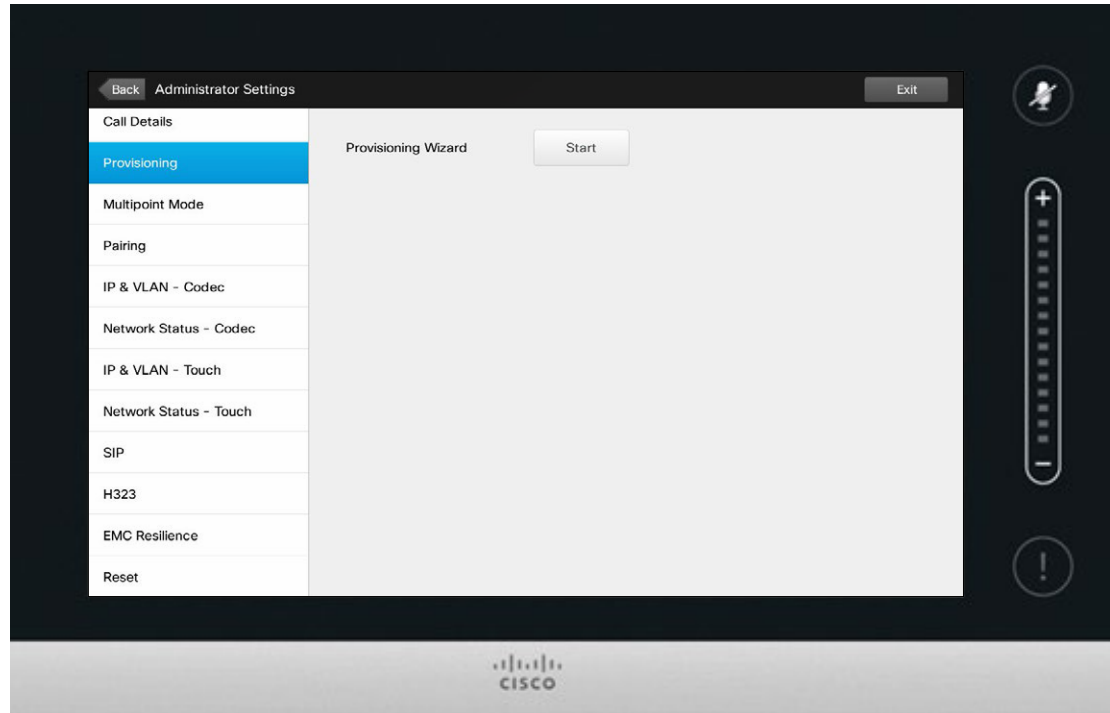 Back Administrator Settings Exit
Call Details
Provisioning Wizard Start
Provisioning
Multipoint Mode
Pairing
IP & VLAN - Codec
Network Status - Codec
IP & VLAN - Touch
Network Status - Touch
SIP
H323
EMC Resilience
Reset
CISCO